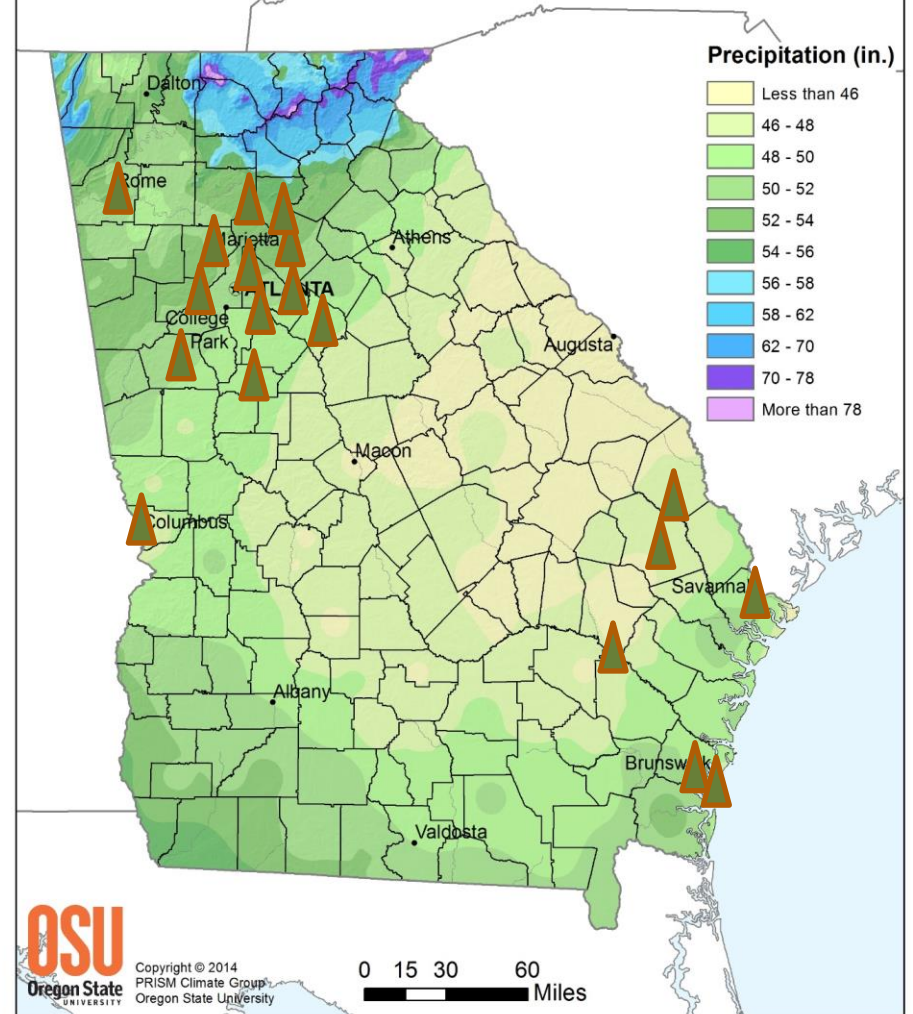 Precipitation (in.)
Less than 46
46 - 48
48 - 50
50 - 52
52 - 54
54 - 56
56 - 58
58 - 62
62 - 70
70 - 78
More than 78
Dalton
Rome
Marietta
Athens
College
Park
Augusta
Macon
Columbus
Albany
Valdosta
OSU
Oregon State
UNIVERSITY
Copyright © 2014
PRISM Climate Group
Oregon State University
0 15 30 60
Miles